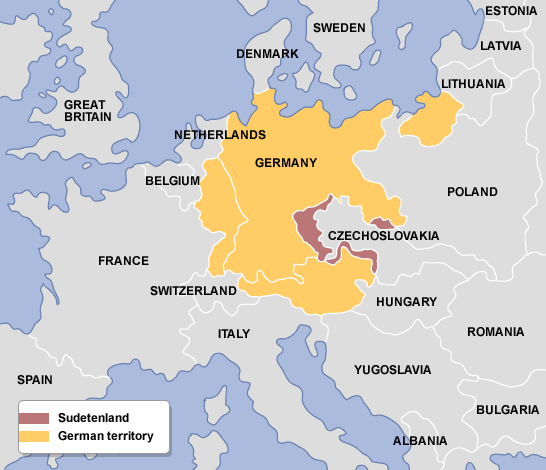 ESTONIA
SWEDEN
LATVIA
DENMARK
LITHUANIA
GREAT
BRITAIN
NETHERLANDS
GERMANY
BELGIUM
POLAND
CZECHOSLOVAKIA
FRANCE
SWITZERLAND
HUNGARY
ITALY
ROMANIA
YUGOSLAVIA
SPAIN
BULGARIA
Sudetenland
German territory
ALBANIA